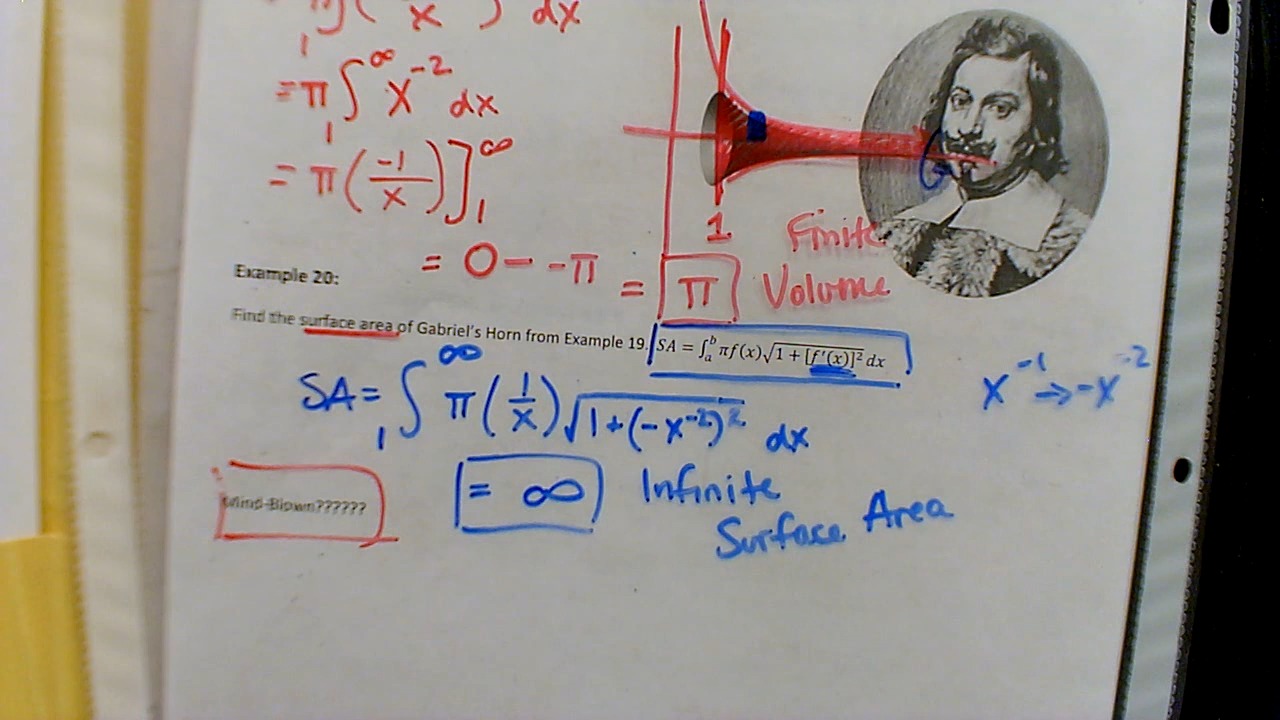 x ) dx
1
= π ∫₁^∞ x⁻² dx
= π(-1/x)]₁^∞
1
= 0 - -π = π Finite Volume
Example 20:
Find the surface area of Gabriel's Horn from Example 19. SA = ∫ₐᵇ πf(x)√(1 + [f′(x)]²) dx
SA = ∫₁^∞ π(1/x)√(1+(-x⁻²)²) dx
x⁻¹ → -x⁻²
Mind-Blown??????
= ∞ Infinite
Surface Area